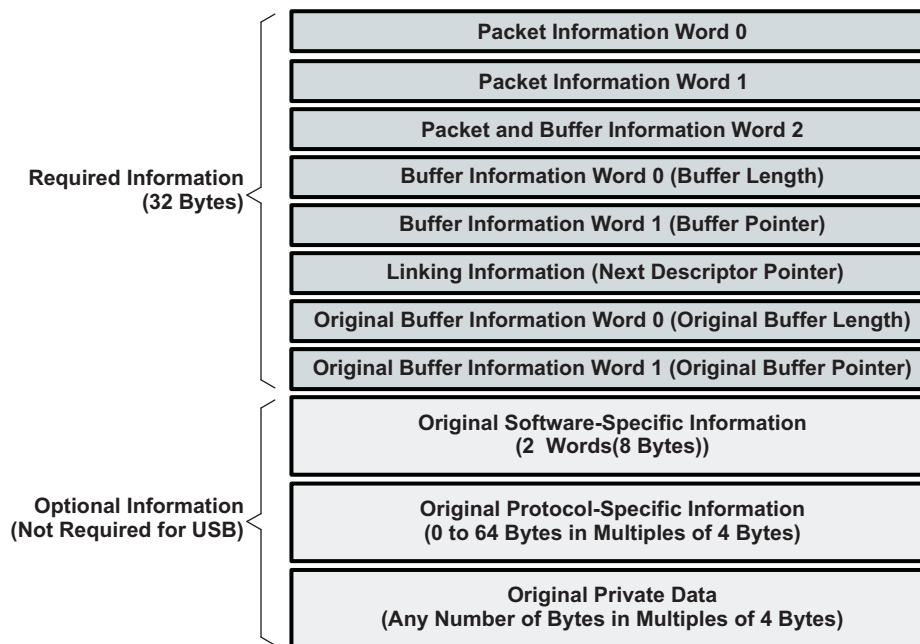 Packet Information Word 0
Packet Information Word 1
Packet and Buffer Information Word 2
Required Information
(32 Bytes)
Buffer Information Word 0 (Buffer Length)
Buffer Information Word 1 (Buffer Pointer)
Linking Information (Next Descriptor Pointer)
Original Buffer Information Word 0 (Original Buffer Length)
Original Buffer Information Word 1 (Original Buffer Pointer)
Original Software-Specific Information
(2 Words(8 Bytes))
Optional Information
(Not Required for USB)
Original Protocol-Specific Information
(0 to 64 Bytes in Multiples of 4 Bytes)
Original Private Data
(Any Number of Bytes in Multiples of 4 Bytes)